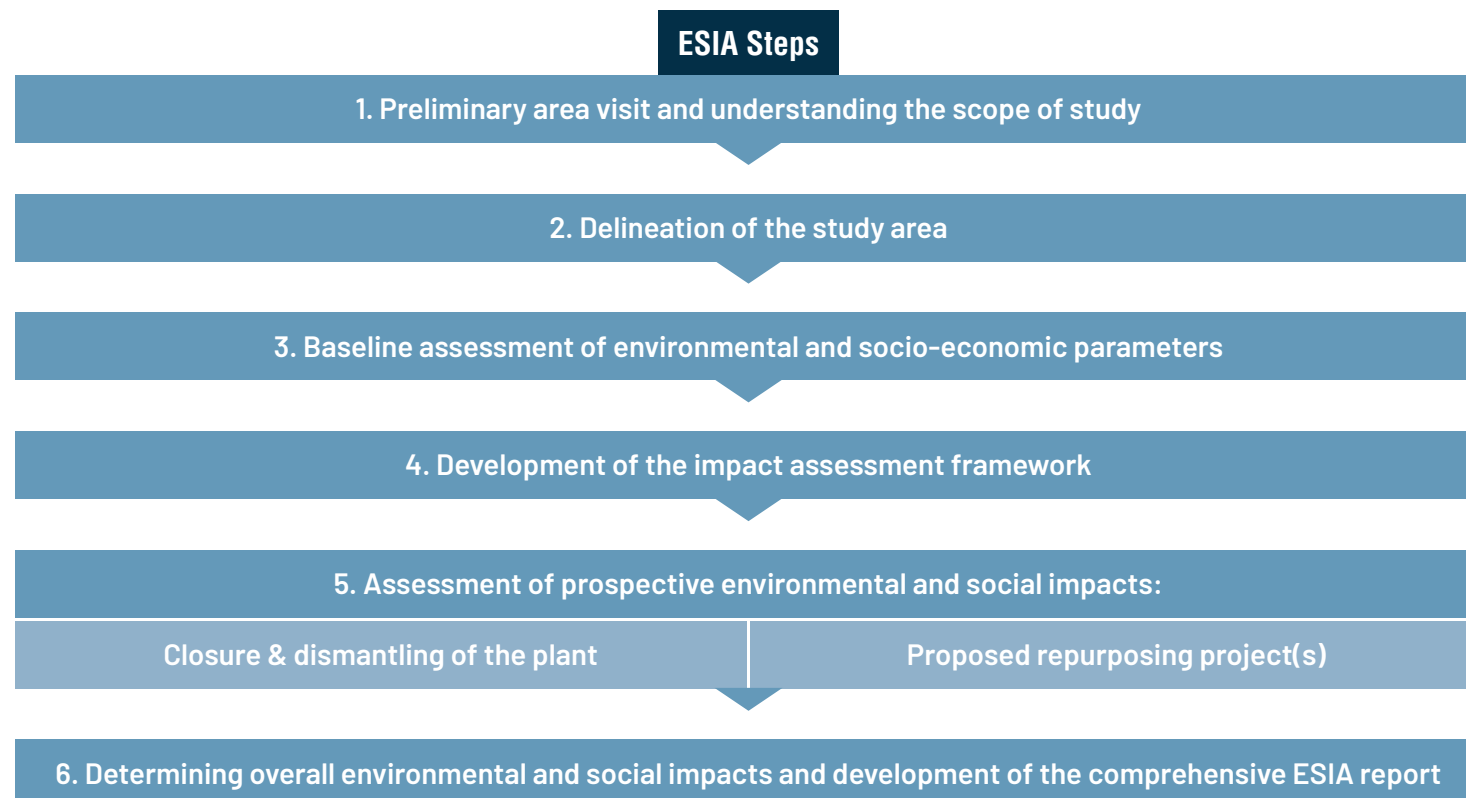 ESIA Steps
1. Preliminary area visit and understanding the scope of study
2. Delineation of the study area
3. Baseline assessment of environmental and socio-economic parameters
4. Development of the impact assessment framework
5. Assessment of prospective environmental and social impacts:
Closure & dismantling of the plant
Proposed repurposing project(s)
6. Determining overall environmental and social impacts and development of the comprehensive ESIA report